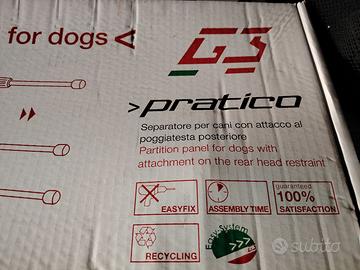 for dogs
G3
>pratico
Separatore per cani con attacco al
poggiatesta posteriore
Partition panel for dogs with
attachment on the rear head restraint
EASYFIX
ASSEMBLY TIME
guaranteed
100%
SATISFACTION
RECYCLING
Easy-System
>>>
subito